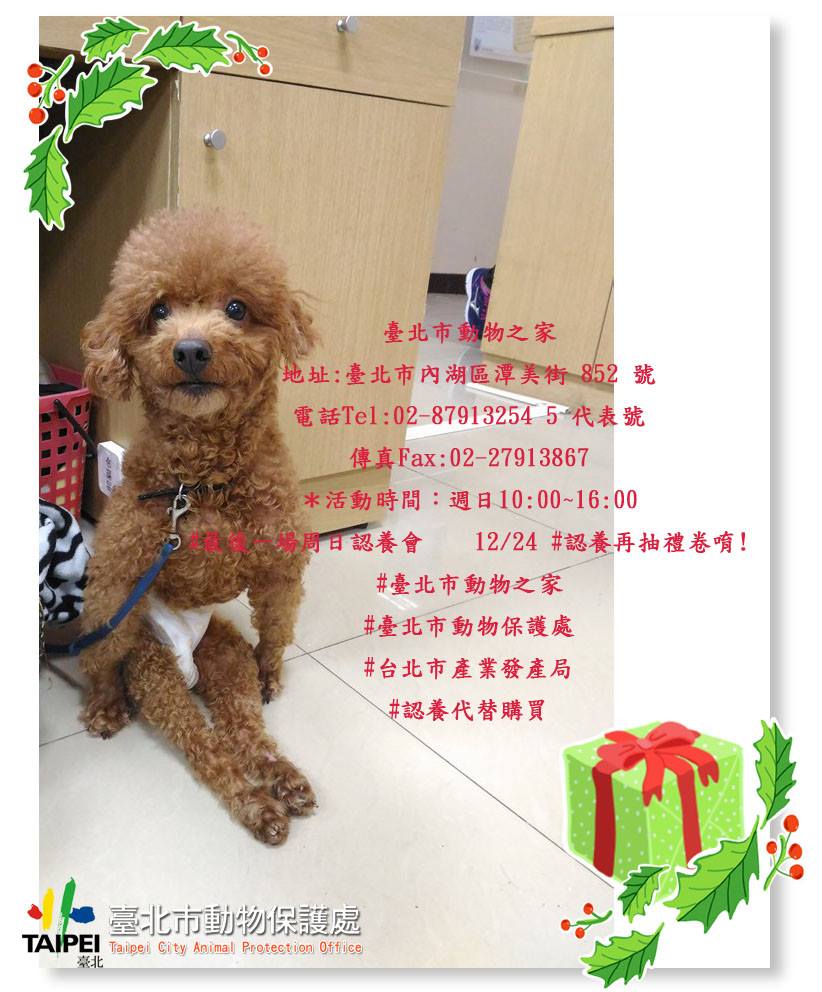 臺北市動物之家
地址:臺北市內湖區潭美街 852 號
電話Tel:02-87913254 5 代表號
傳真Fax:02-27913867
＊活動時間：週日10:00~16:00
#最後一場周日認養會 12/24 #認養再抽禮卷唷!
#臺北市動物之家
#臺北市動物保護處
#台北市產業發產局
#認養代替購買
臺北市動物保護處
TAIPEI Taipei City Animal Protection Office
臺北